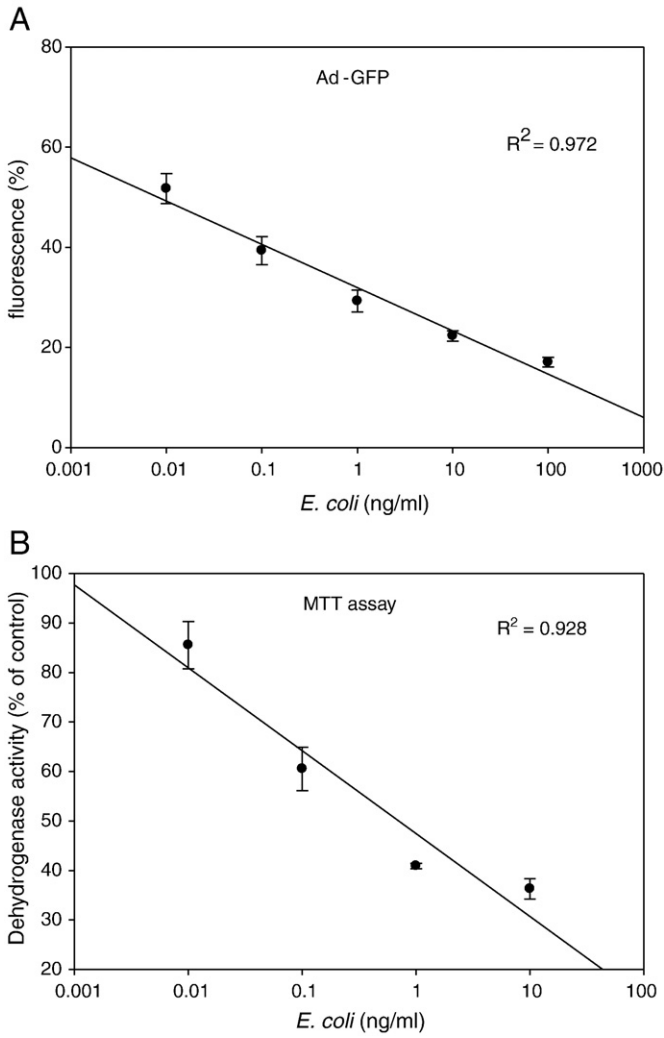 A
80
Ad-GFP
R2 = 0.972
60
fluorescence (%)
40
20
0
0.001 0.01 0.1 1 10 100 1000
E. coli (ng/ml)
B
100
MTT assay
R2 = 0.928
90
80
Dehydrogenase activity (% of control)
70
60
50
40
30
20
0.001 0.01 0.1 1 10 100
E. coli (ng/ml)